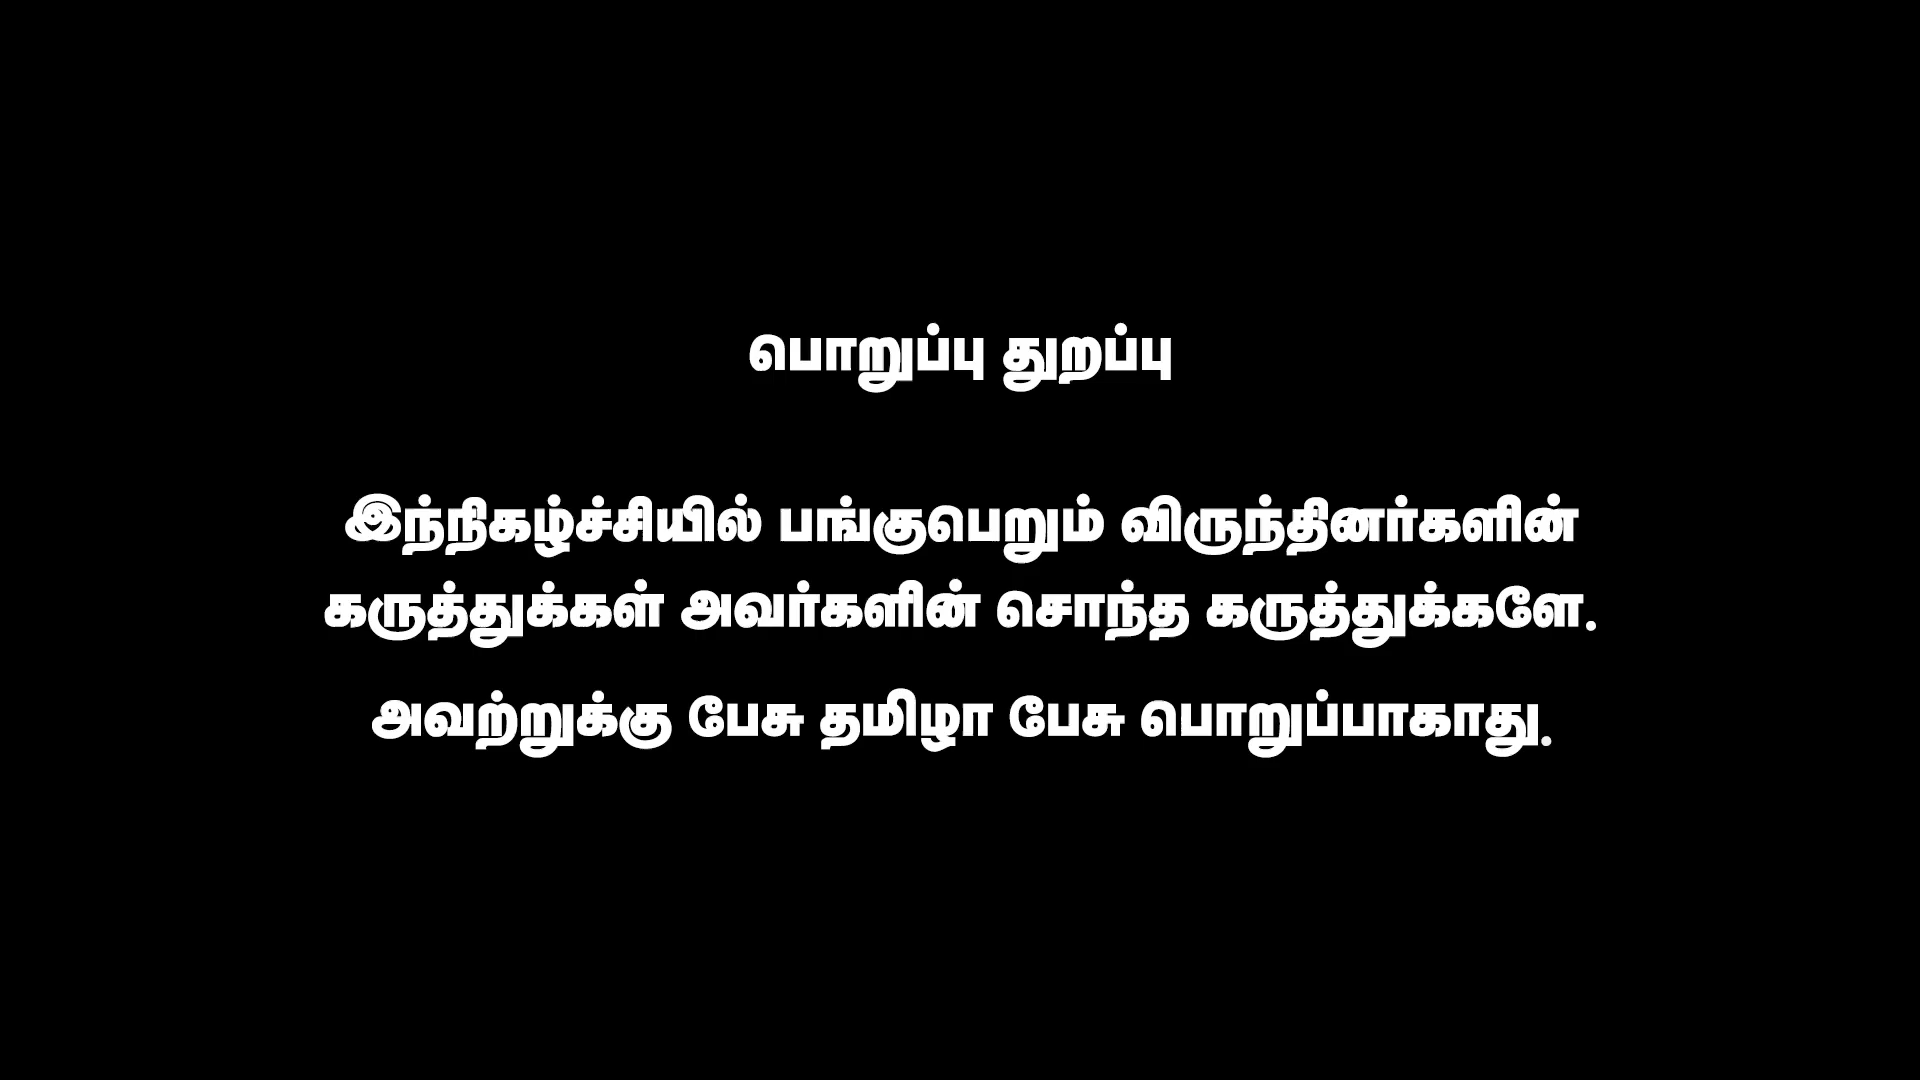 பொறுப்பு துறப்பு
இந்நிகழ்ச்சியில் பங்குபெறும் விருந்தினர்களின்
கருத்துக்கள் அவர்களின் சொந்த கருத்துக்களே.
அவற்றுக்கு பேசு தமிழா பேசு பொறுப்பாகாது.